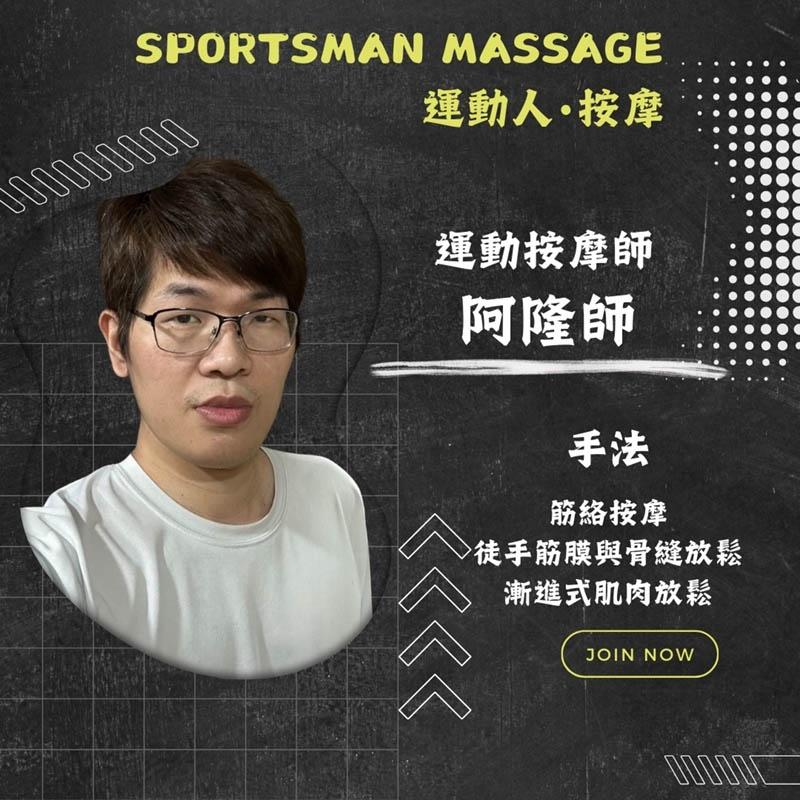 SPORTSMAN MASSAGE
運動人·按摩
運動按摩師
阿隆師
手法
筋絡按摩
徒手筋膜與骨縫放鬆
漸進式肌肉放鬆
JOIN NOW